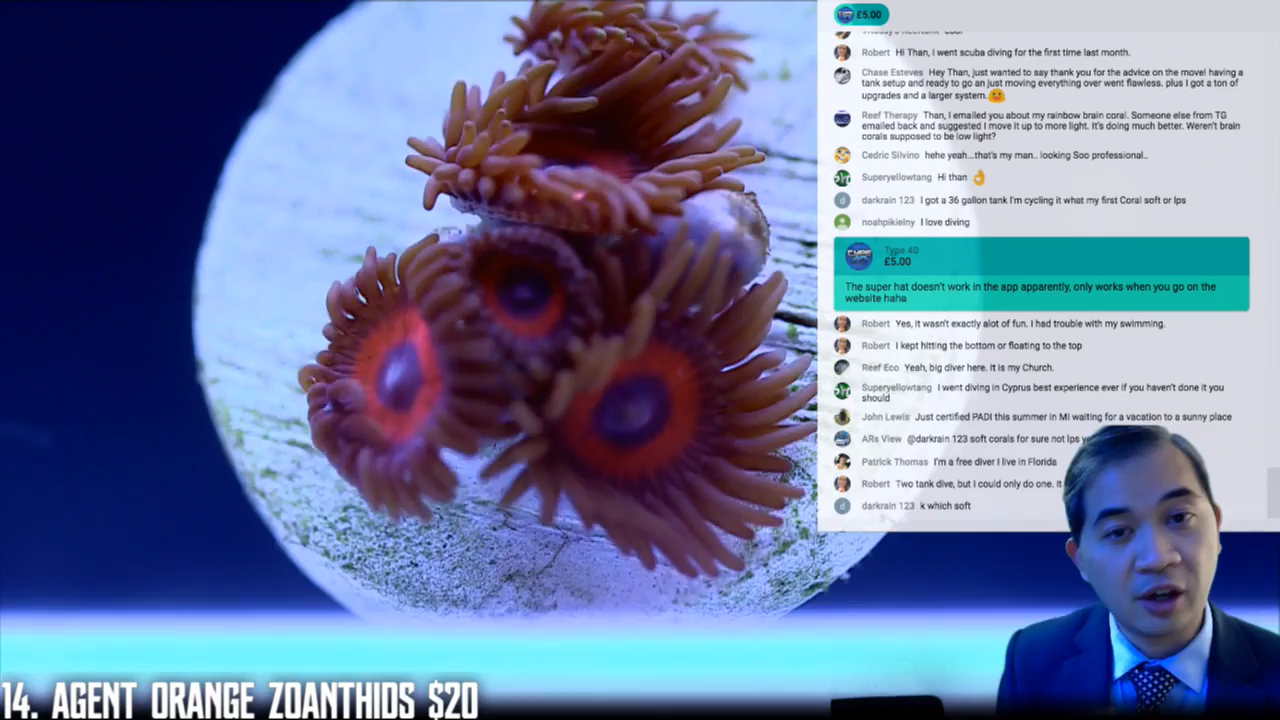 £5.00
Robert Hi Than, I went scuba diving for the first time last month.
Chase Esteves Hey Than, just wanted to say thank you for the advice on the move! having a
tank setup and ready to go an just moving everything over went flawless. plus I got a ton of
upgrades and a larger system.
Reef Therapy Than, I emailed you about my rainbow brain coral. Someone else from TG
emailed back and suggested I move it up to more light. It's doing much better. Weren't brain
corals supposed to be low light?
Cedric Silvino hehe yeah...that's my man.. looking Soo professional..
Superyellowtang Hi than
darkrain 123 I got a 36 gallon tank I'm cycling it what my first Coral soft or lps
noahpikielny I love diving
Type 4D
£5.00
The super hat doesn't work in the app apparently, only works when you go on the
website haha
Robert Yes, It wasn't exactly alot of fun. I had trouble with my swimming.
Robert I kept hitting the bottom or floating to the top
Reef Eco Yeah, big diver here. It is my Church.
Superyellowtang I went diving in Cyprus best experience ever if you haven't done it you
should
John Lewis Just certified PADI this summer in MI waiting for a vacation to a sunny place
ARs View @darkrain 123 soft corals for sure not lps
Patrick Thomas I'm a free diver I live in Florida
Robert Two tank dive, but I could only do one.
darkrain 123 k which soft
14. AGENT ORANGE ZOANTHIDS $20